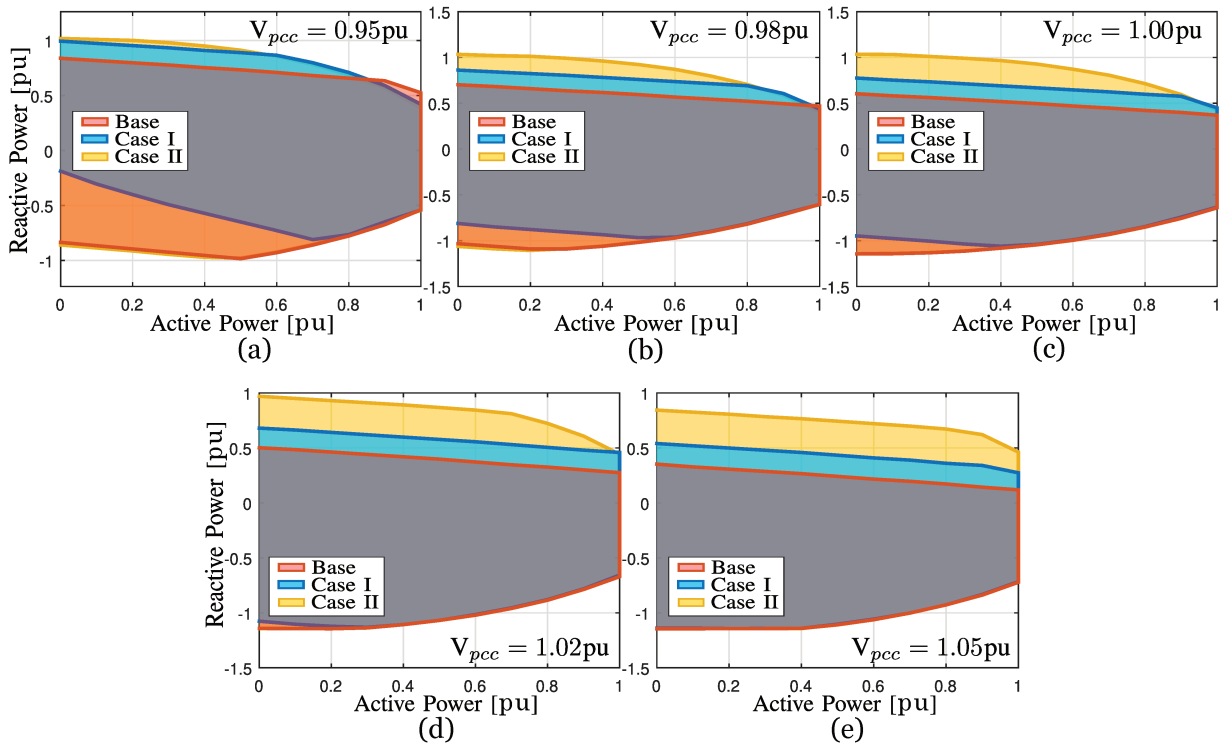 V_pcc = 0.95pu
Reactive Power [pu]
1
0.5
0
-0.5
-1
Base
Case I
Case II
0 0.2 0.4 0.6 0.8 1
Active Power [pu]
(a)
V_pcc = 0.98pu
1.5
1
0.5
0
-0.5
-1
-1.5
Base
Case I
Case II
0 0.2 0.4 0.6 0.8 1
Active Power [pu]
(b)
V_pcc = 1.00pu
1.5
1
0.5
0
-0.5
-1
-1.5
Base
Case I
Case II
0 0.2 0.4 0.6 0.8 1
Active Power [pu]
(c)
Reactive Power [pu]
1
0.5
0
-0.5
-1
-1.5
Base
Case I
Case II
V_pcc = 1.02pu
0 0.2 0.4 0.6 0.8 1
Active Power [pu]
(d)
1
0.5
0
-0.5
-1
-1.5
Base
Case I
Case II
V_pcc = 1.05pu
0 0.2 0.4 0.6 0.8 1
Active Power [pu]
(e)